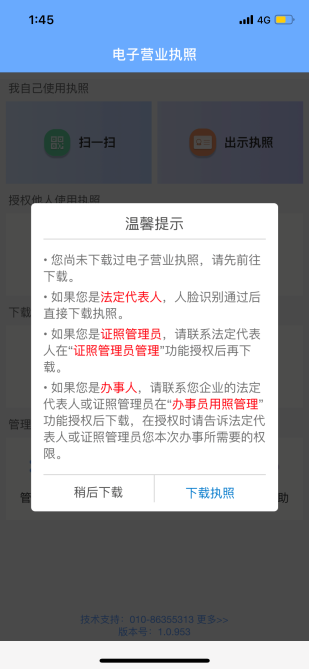 1:45
4G
电子营业执照
我自己使用执照
扫一扫
出示执照
授权他人使用执照
温馨提示
• 您尚未下载过电子营业执照，请先前往
下载。
• 如果您是法定代表人，人脸识别通过后
直接下载执照。
• 如果您是证照管理员，请联系法定代表
人在“证照管理员管理”功能授权后再下
载。
• 如果您是办事人，请联系您企业的法定
代表人或证照管理员在“办事员用照管理”
功能授权后下载，在授权时请告诉法定代
表人或证照管理员您本次办事所需要的权
限。
下载
管理
管
助
稍后下载
下载执照
技术支持：010-86355313 更多>>
版本号：1.0.953